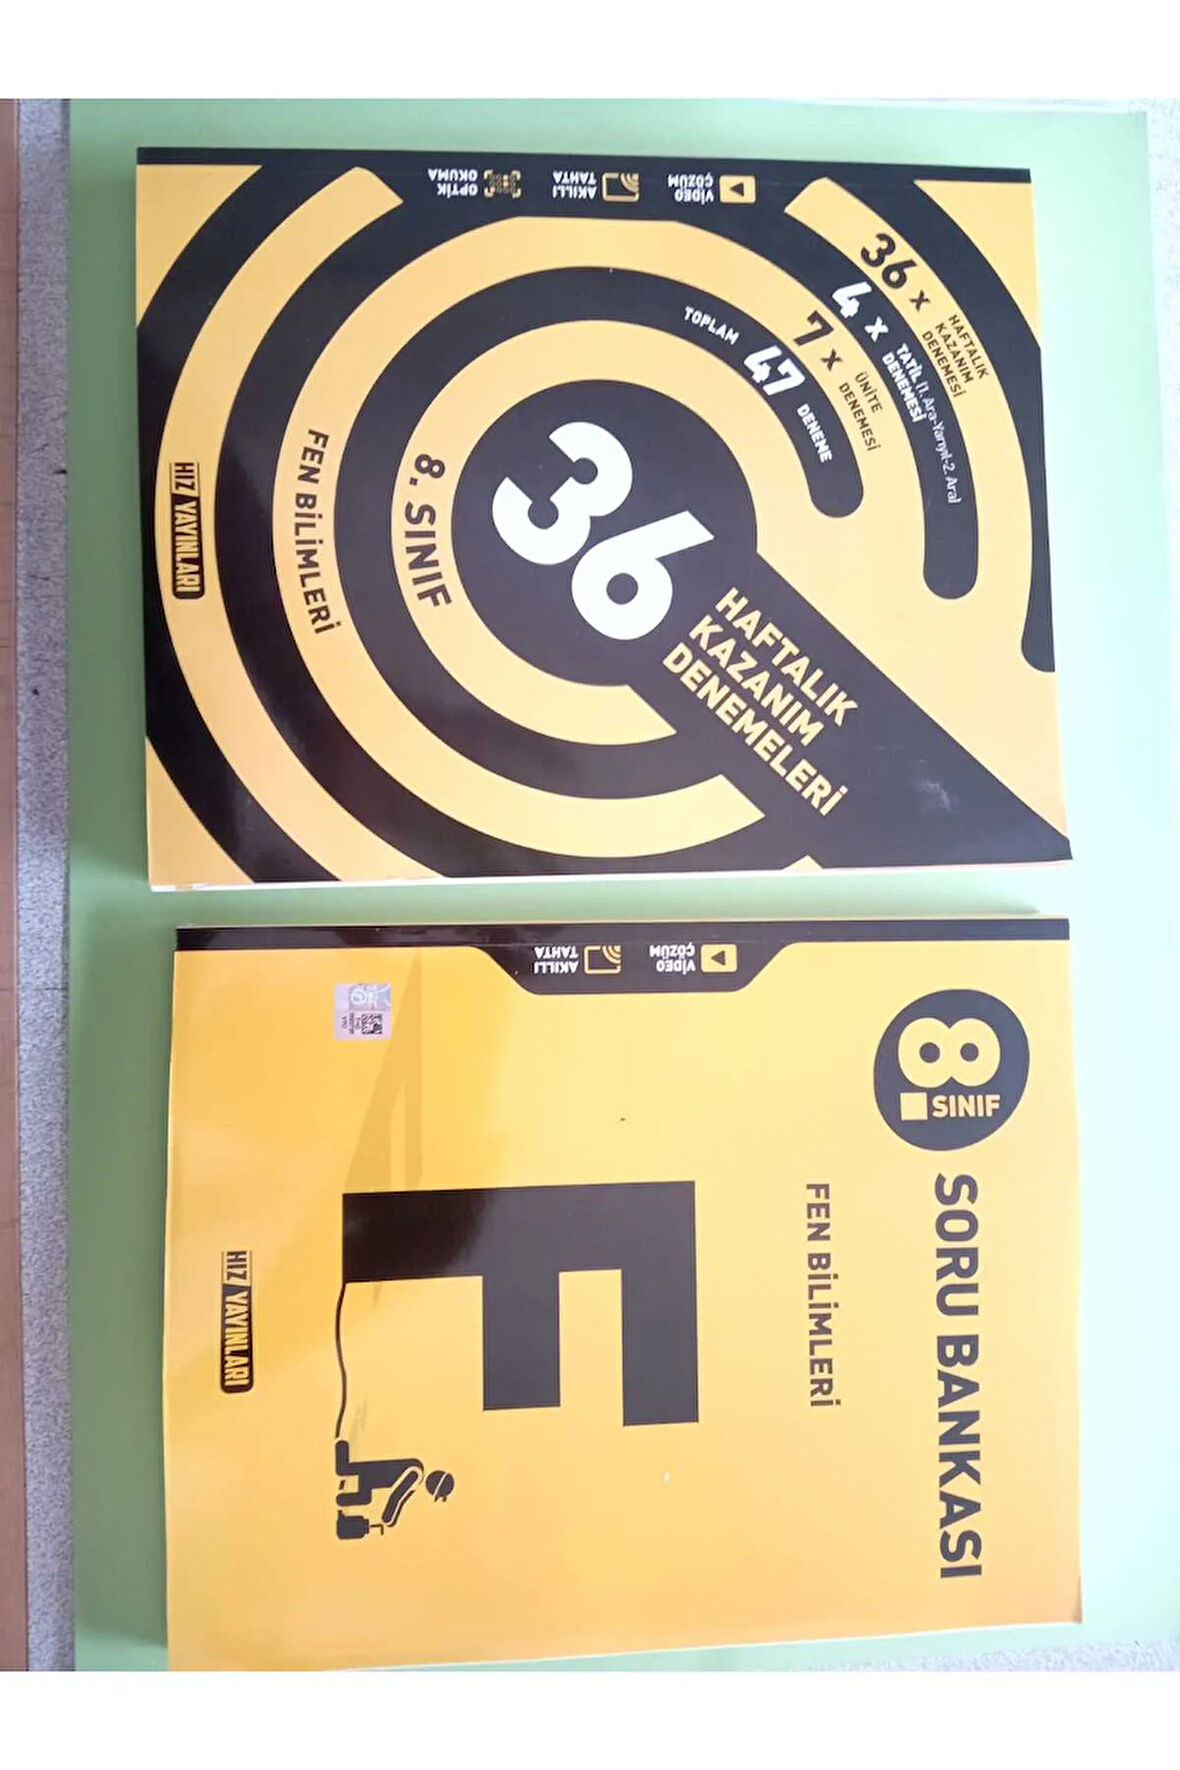 36 x
HAFTALIK
KAZANIM
DENEMESİ
4 x
TATİL (1. Ara-Yarıyıl-2. Ara)
DENEMESİ
7 x
ÜNİTE
DENEMESİ
TOPLAM 47 DENEME
VİDEO
ÇÖZÜM
AKILLI
TAHTA
OPTİK
OKUMA
36
HAFTALIK
KAZANIM
DENEMELERİ
8. SINIF
FEN BİLİMLERİ
HIZ YAYINLARI
VİDEO
ÇÖZÜM
AKILLI
TAHTA
8.
SINIF
SORU BANKASI
FEN BİLİMLERİ
F
HIZ YAYINLARI